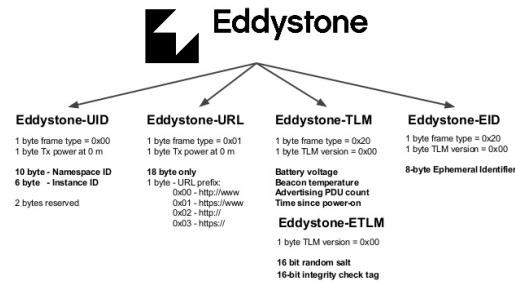 Eddystone
Eddystone-UID
1 byte frame type = 0x00
1 byte Tx power at 0 m
10 byte - Namespace ID
6 byte - Instance ID
2 bytes reserved
Eddystone-URL
1 byte frame type = 0x01
1 byte Tx power at 0 m
18 byte only
1 byte - URL prefix:
0x00 - http://www
0x01 - https://www
0x02 - http://
0x03 - https://
Eddystone-TLM
1 byte frame type = 0x20
1 byte TLM version = 0x00
Battery voltage
Beacon temperature
Advertising PDU count
Time since power-on
Eddystone-ETLM
1 byte TLM version = 0x00
16 bit random salt
16-bit integrity check tag
Eddystone-EID
1 byte frame type = 0x20
1 byte TLM version = 0x00
8-byte Ephemeral Identifier